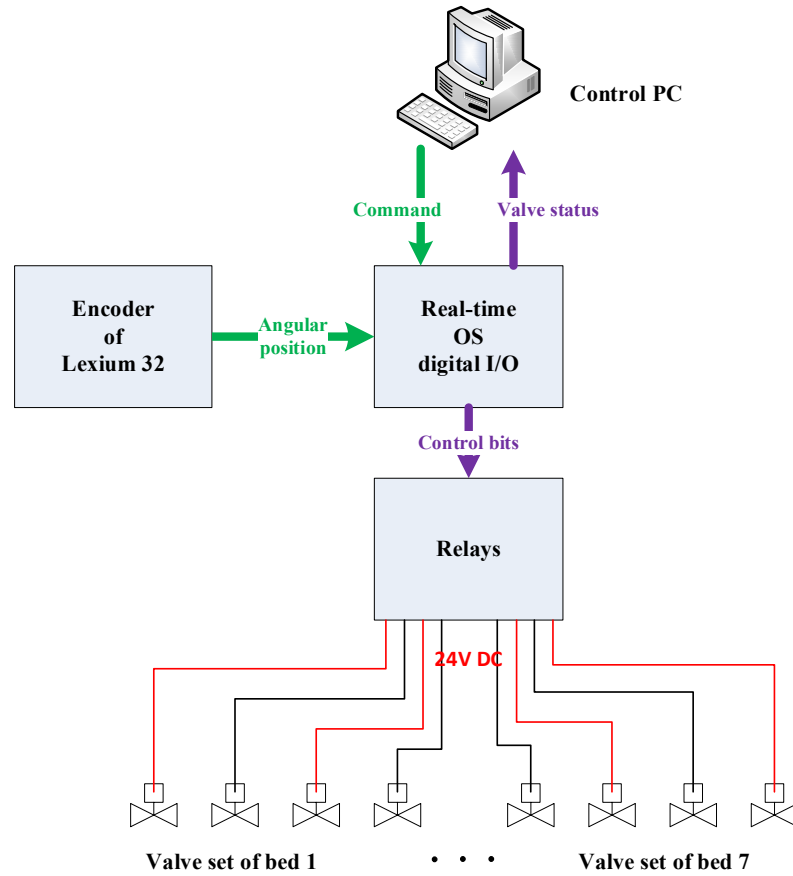 Control PC
Command
Valve status
Encoder
of
Lexium 32
Angular
position
Real-time
OS
digital I/O
Control bits
Relays
24V DC
Valve set of bed 1
. . .
Valve set of bed 7